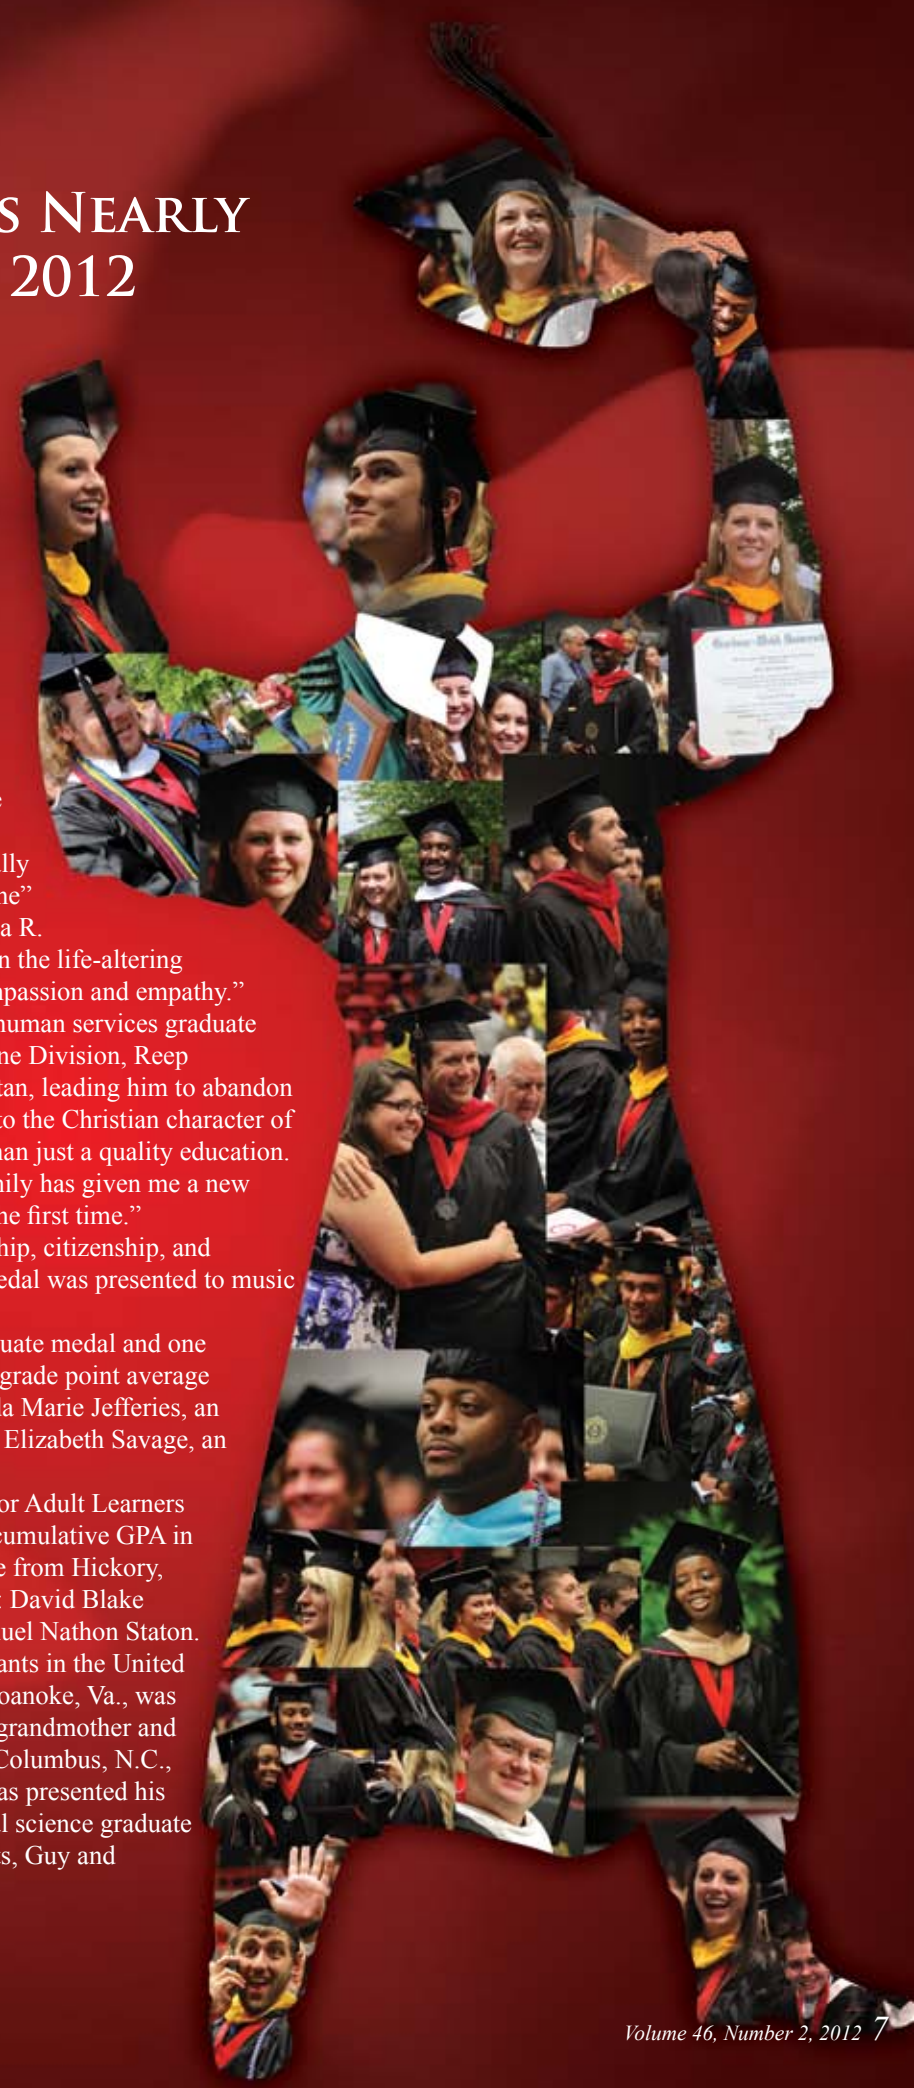 S NEARLY
2012
lly
ne”
a R.
n the life-altering
mpassion and empathy.”
human services graduate
ne Division, Reep
tan, leading him to abandon
to the Christian character of
han just a quality education.
mily has given me a new
he first time.”
hip, citizenship, and
edal was presented to music
uate medal and one
grade point average
la Marie Jefferies, an
Elizabeth Savage, an
or Adult Learners
cumulative GPA in
e from Hickory,
: David Blake
uel Nathon Staton.
ants in the United
oanoke, Va., was
grandmother and
Columbus, N.C.,
as presented his
l science graduate
s, Guy and
Volume 46, Number 2, 2012 7